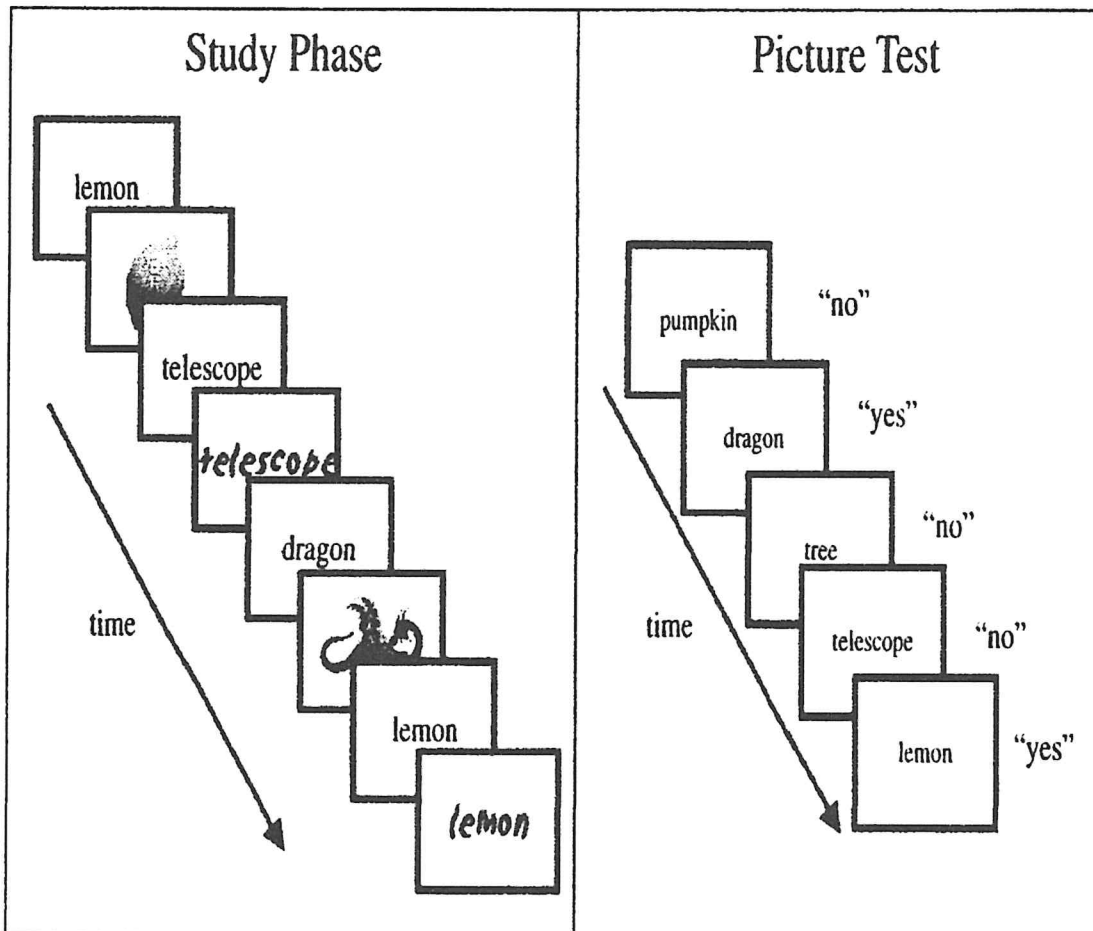 Study Phase
lemon
telescope
telescope
dragon
lemon
lemon
time
Picture Test
pumpkin
"no"
dragon
"yes"
tree
"no"
telescope
"no"
lemon
"yes"
time